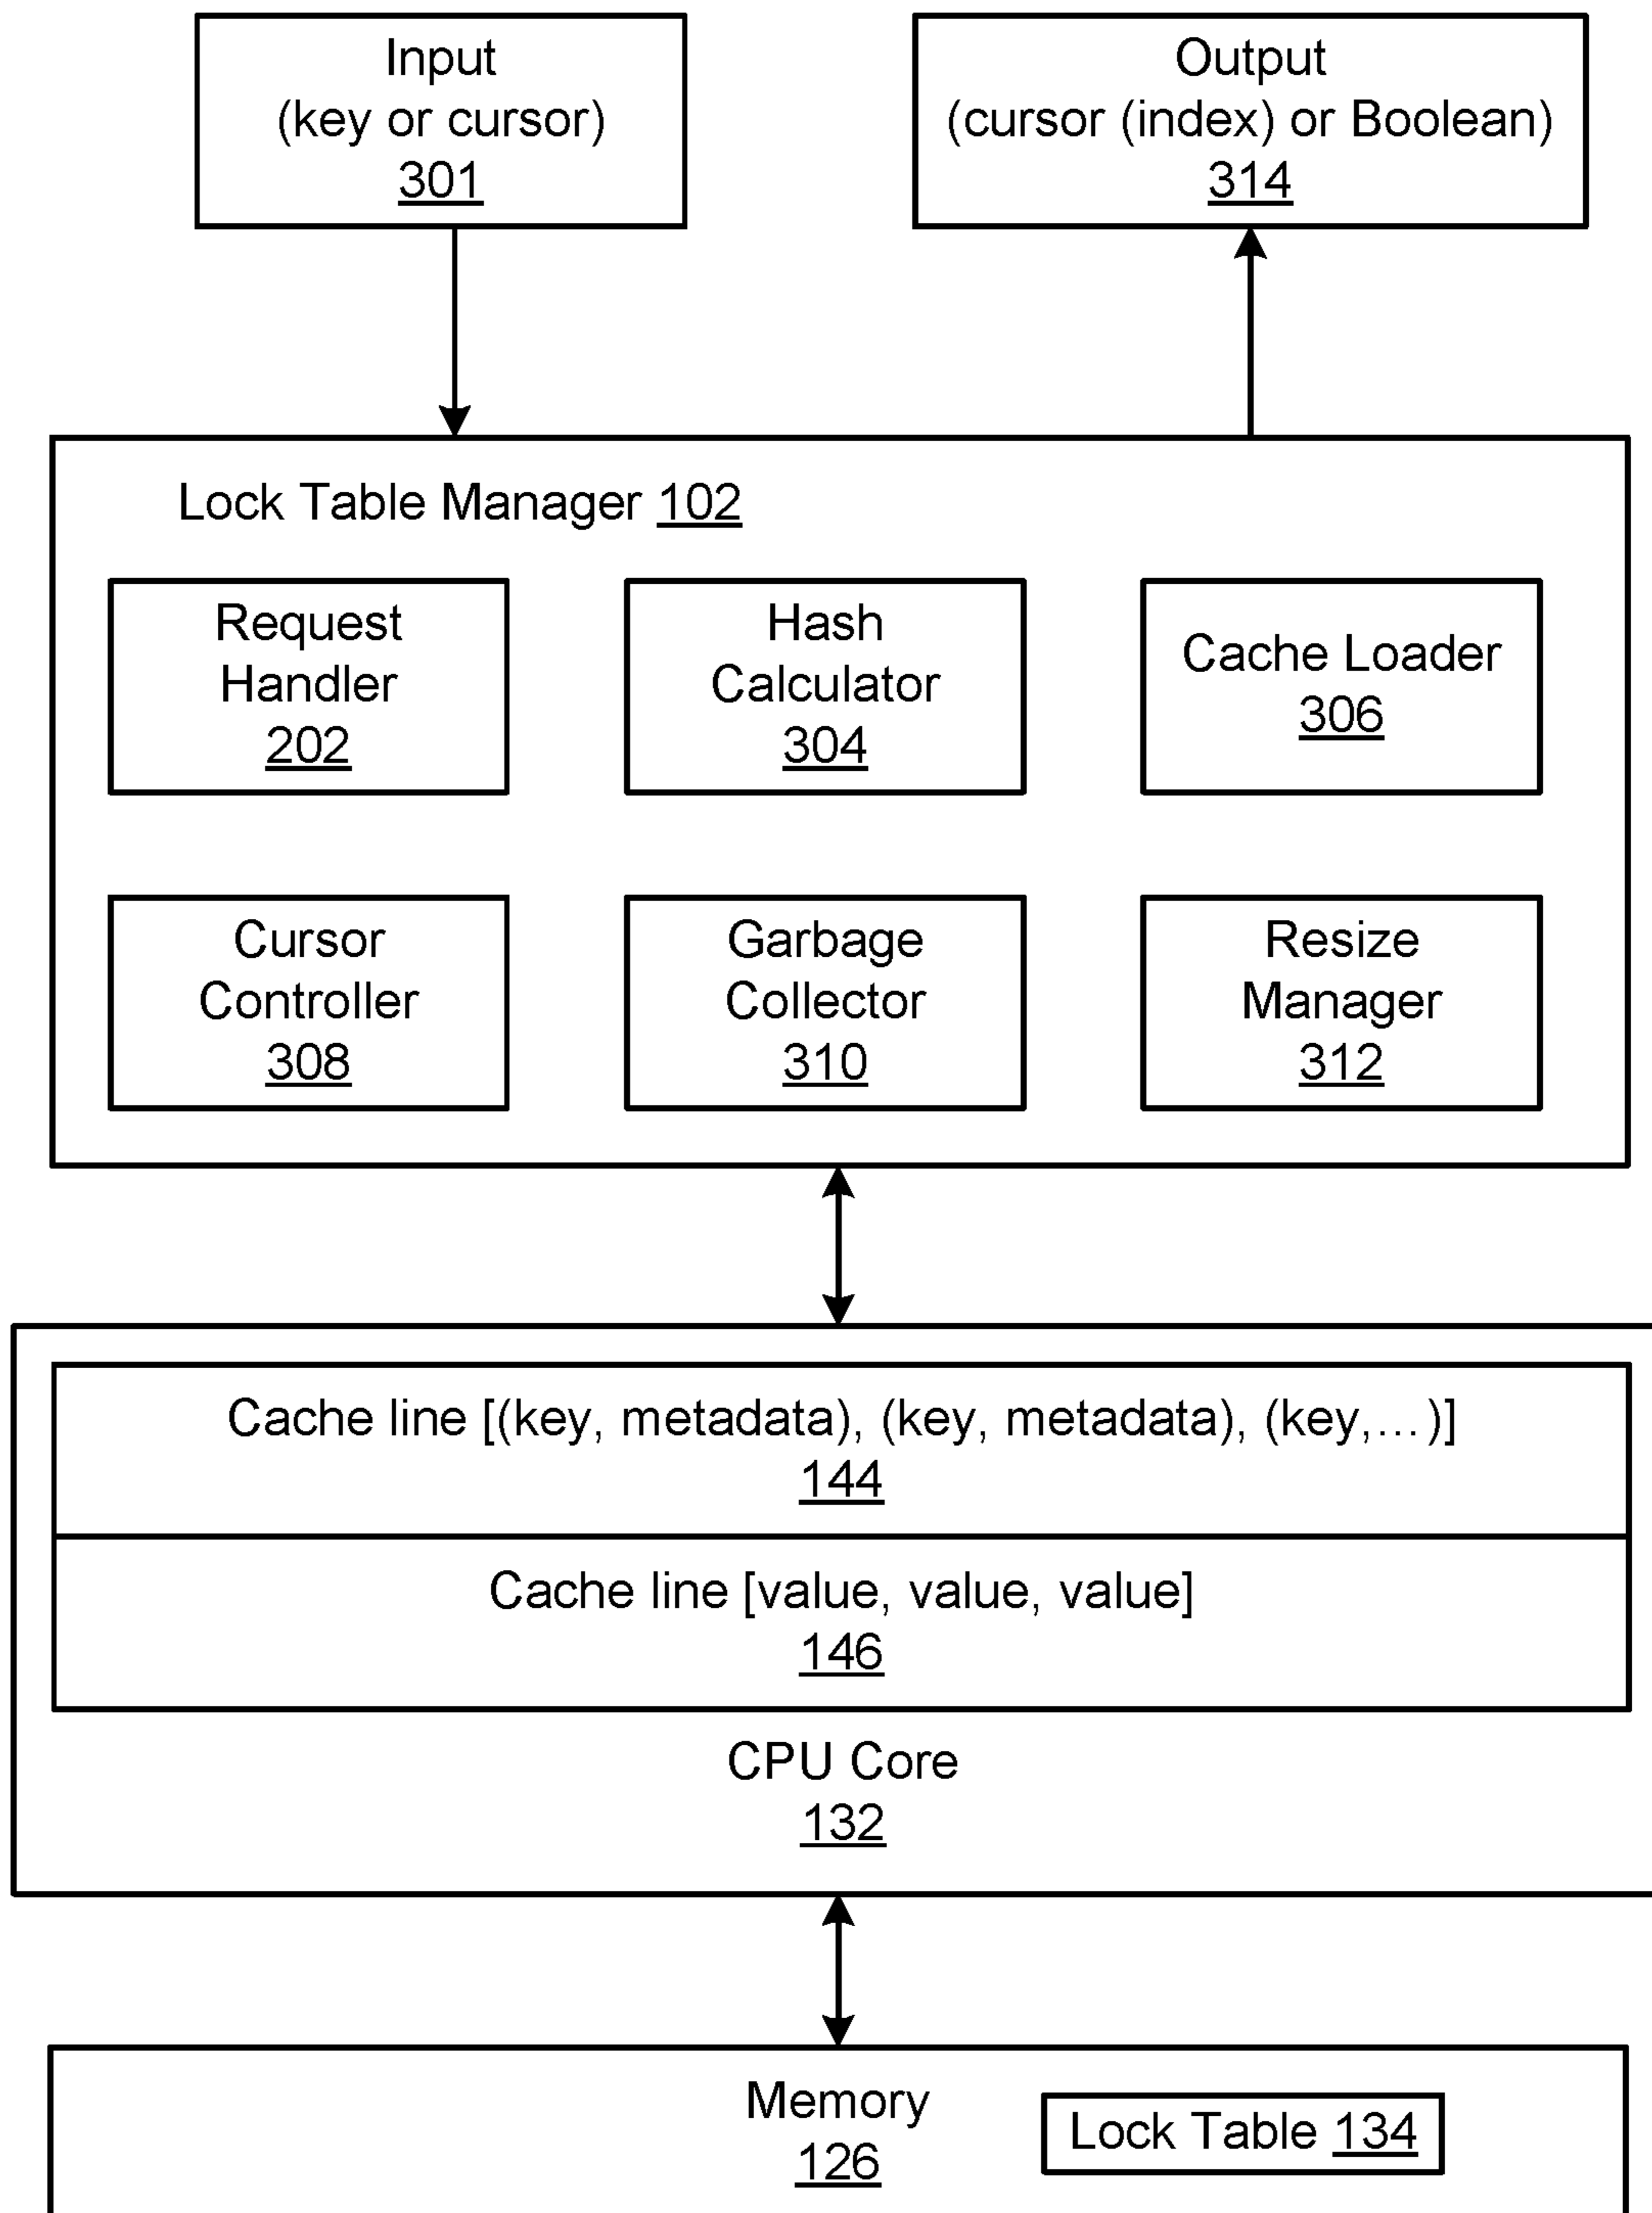 Input
(key or cursor)
301
Output
(cursor (index) or Boolean)
314
Lock Table Manager 102
Request
Handler
202
Hash
Calculator
304
Cache Loader
306
Cursor
Controller
308
Garbage
Collector
310
Resize
Manager
312
Cache line [(key, metadata), (key, metadata), (key,...)]
144
Cache line [value, value, value]
146
CPU Core
132
Memory
126
Lock Table 134